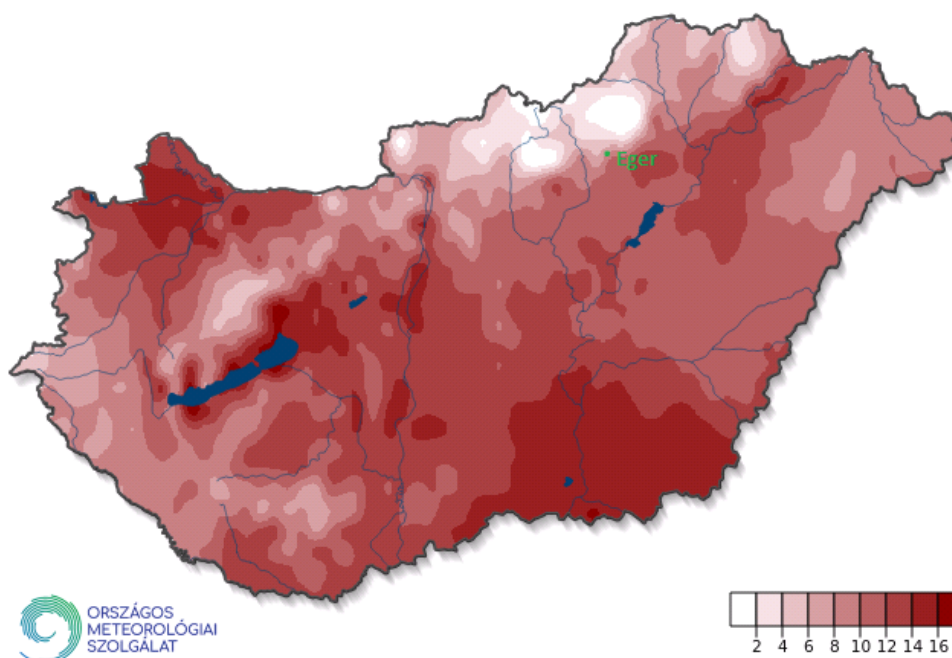 Eger
ORSZÁGOS
METEOROLÓGIAI
SZOLGÁLAT
2 4 6 8 10 12 14 16